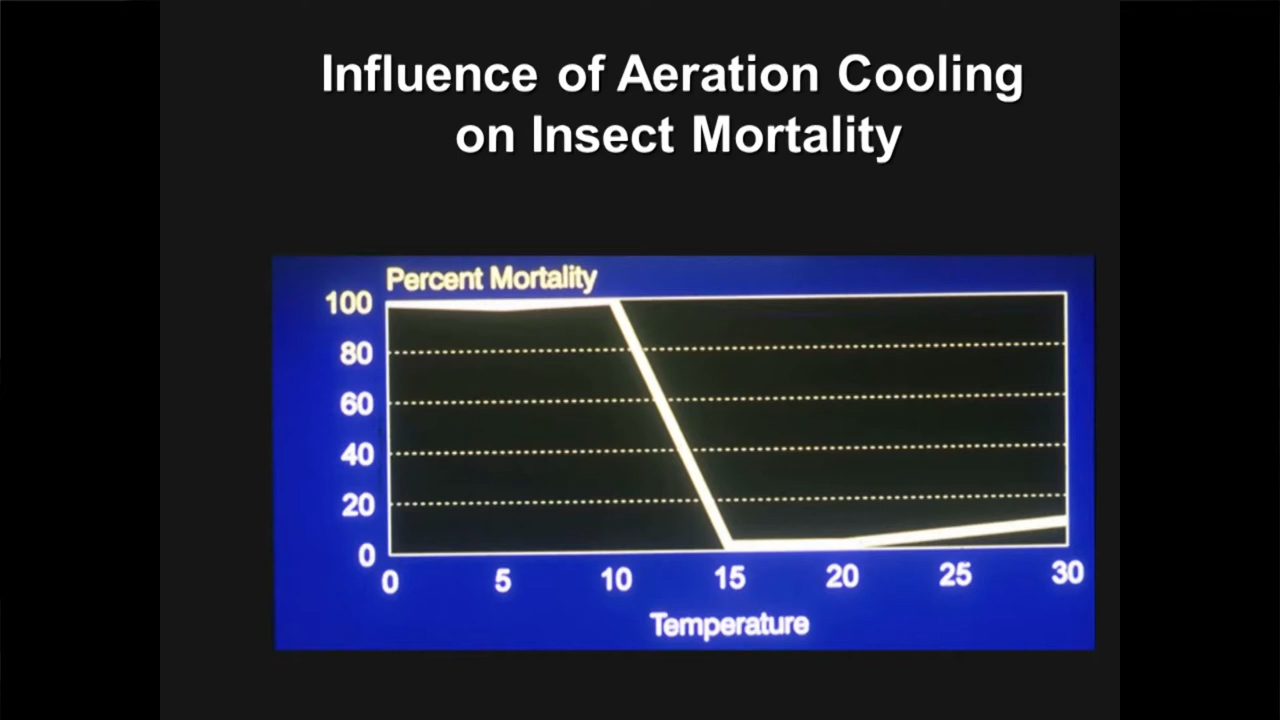 Influence of Aeration Cooling
on Insect Mortality
Percent Mortality
100
80
60
40
20
0
0 5 10 15 20 25 30
Temperature